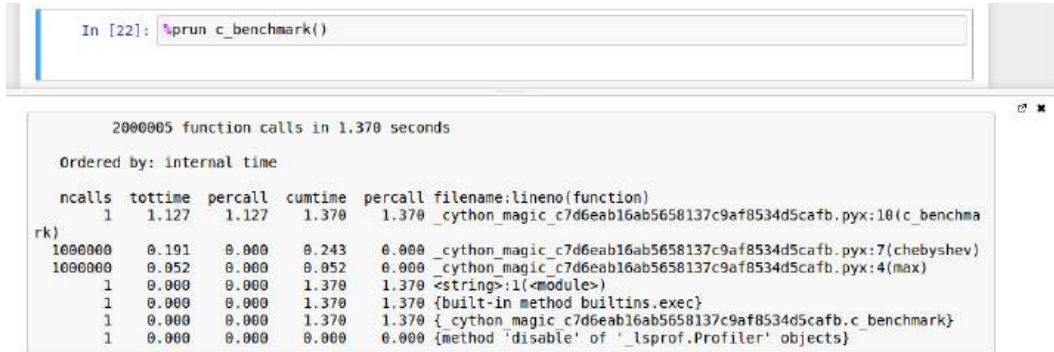 In [22]: %prun c_benchmark()
2000005 function calls in 1.370 seconds
Ordered by: internal time
ncalls tottime percall cumtime percall filename:lineno(function)
1 1.127 1.127 1.370 1.370 _cython_magic_c7d6eab16ab5658137c9af8534d5cafb.pyx:10(c_benchma
rk)
1000000 0.191 0.000 0.243 0.000 _cython_magic_c7d6eab16ab5658137c9af8534d5cafb.pyx:7(chebyshev)
1000000 0.052 0.000 0.052 0.000 _cython_magic_c7d6eab16ab5658137c9af8534d5cafb.pyx:4(max)
1 0.000 0.000 1.370 1.370 <string>:1(<module>)
1 0.000 0.000 1.370 1.370 {built-in method builtins.exec}
1 0.000 0.000 1.370 1.370 {_cython_magic_c7d6eab16ab5658137c9af8534d5cafb.c_benchmark}
1 0.000 0.000 0.000 0.000 {method 'disable' of '_lsprof.Profiler' objects}